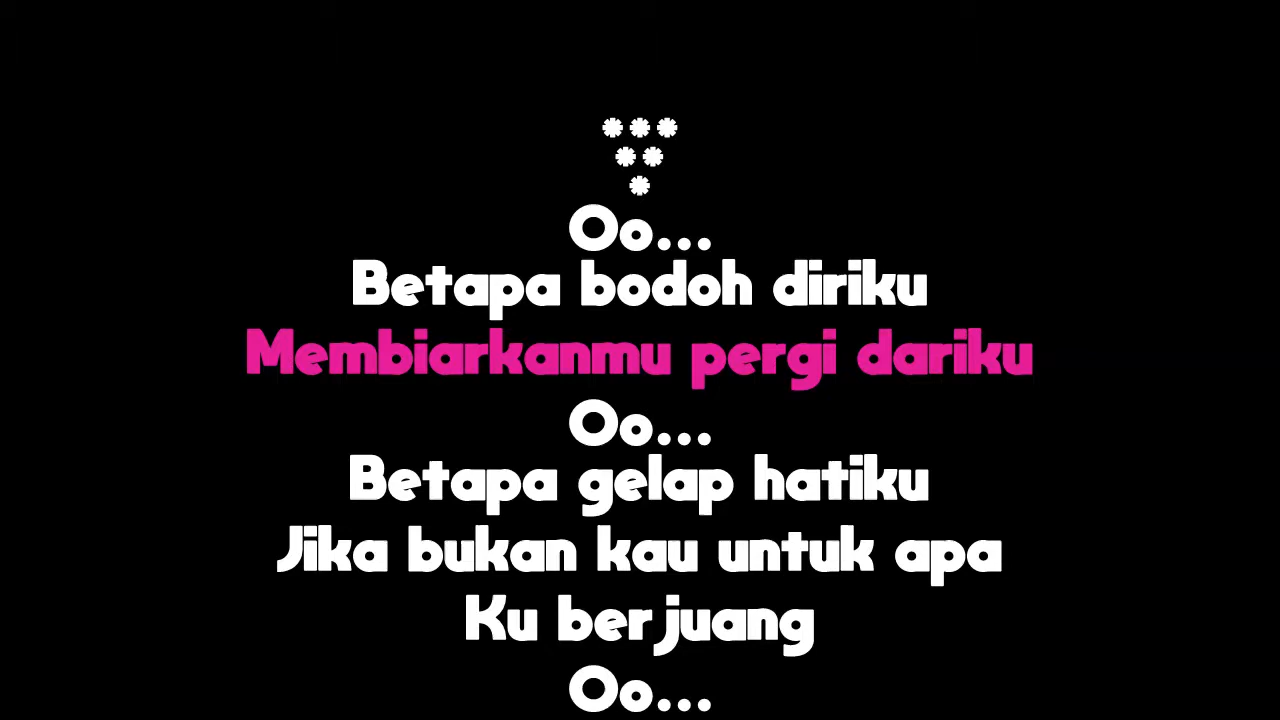 ***
**
*
Oo...
Betapa bodoh diriku
Membiarkanmu pergi dariku
Oo...
Betapa gelap hatiku
Jika bukan kau untuk apa
Ku berjuang
Oo...